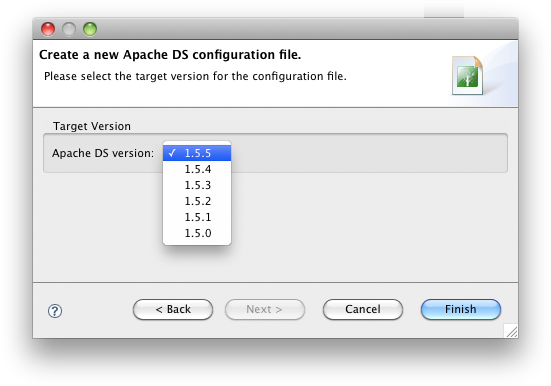 Create a new Apache DS configuration file.
Please select the target version for the configuration file.
Target Version
Apache DS version:
✓ 1.5.5
1.5.4
1.5.3
1.5.2
1.5.1
1.5.0
? < Back Next > Cancel Finish